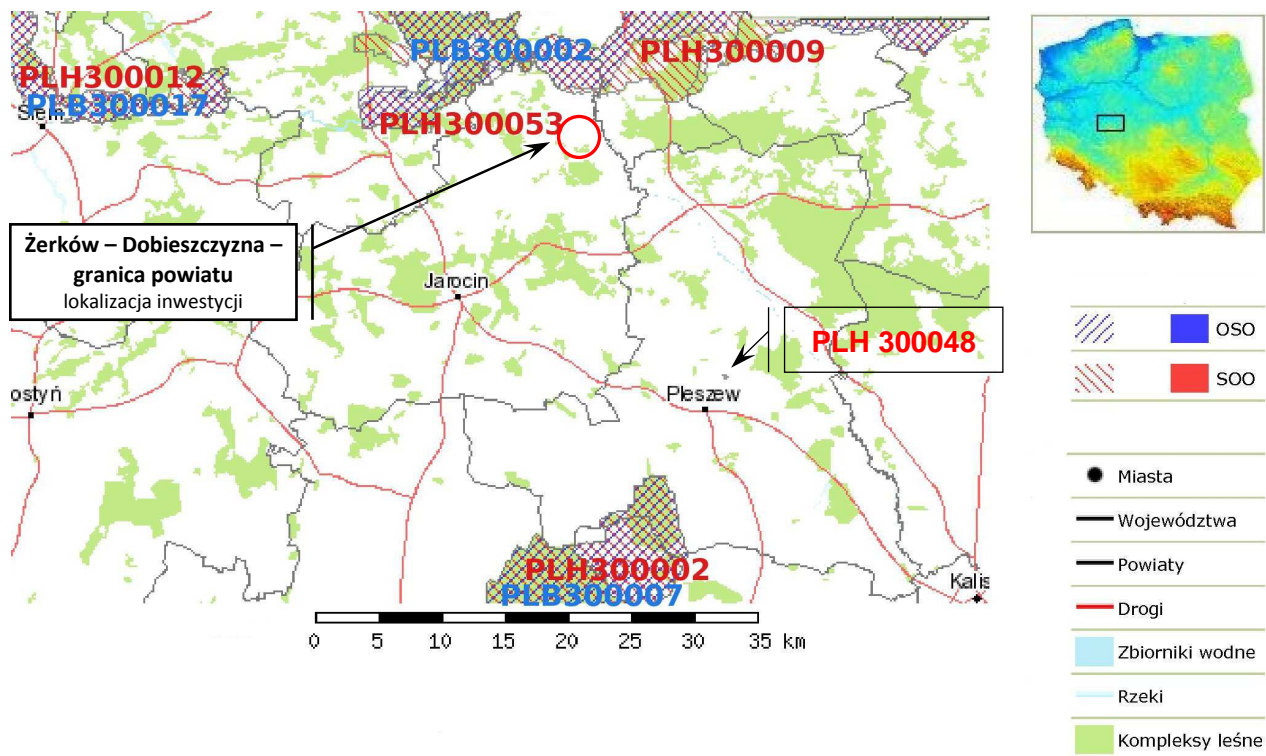 PLB300002
PLH300009
PLH300012
PLB300017
Śrem
PLH300053
Żerków – Dobieszczyzna –
granica powiatu
lokalizacja inwestycji
Jarocin
PLH 300048
ostyń
Pleszew
PLH300002
PLB300007
Kalis
0 5 10 15 20 25 30 35 km
OSO
SOO
Miasta
Województwa
Powiaty
Drogi
Zbiorniki wodne
Rzeki
Kompleksy leśne